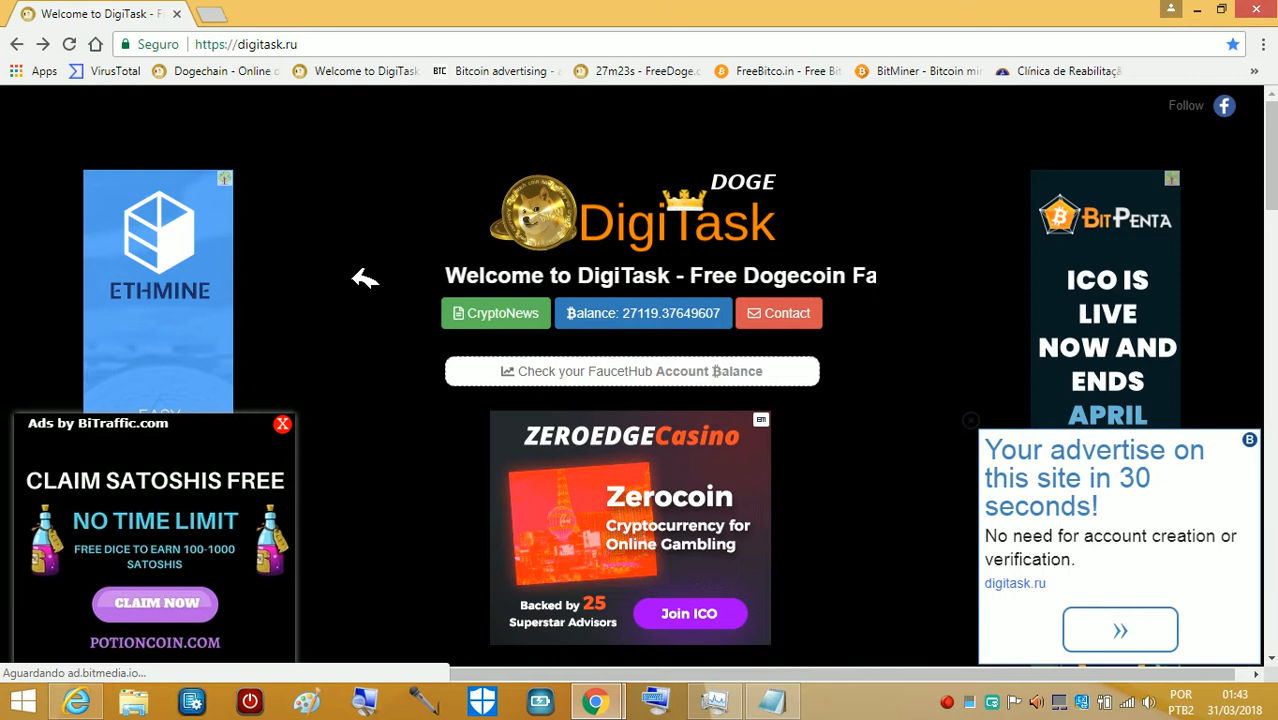 Welcome to DigiTask - F
Seguro
https://digitask.ru
Apps
VirusTotal
Dogechain - Online d
Welcome to DigiTask
BTC
Bitcoin advertising - a
27m23s - FreeDoge.c
FreeBitco.in - Free Bit
BitMiner - Bitcoin min
Clínica de Reabilitaçã
»
Follow
DOGE
DigiTask
Welcome to DigiTask - Free Dogecoin Fa
CryptoNews
₿alance: 27119.37649607
Contact
Check your FaucetHub Account ₿alance
ETHMINE
EASY
BITPENTA
ICO IS
LIVE
NOW AND
ENDS
APRIL
Ads by BiTraffic.com
X
CLAIM SATOSHIS FREE
NO TIME LIMIT
FREE DICE TO EARN 100-1000
SATOSHIS
CLAIM NOW
POTIONCOIN.COM
ZEROEDGECasino
Zerocoin
Cryptocurrency for
Online Gambling
Backed by 25
Superstar Advisors
Join ICO
Your advertise on
this site in 30
seconds!
No need for account creation or
verification.
digitask.ru
»
Aguardando ad.bitmedia.io...
POR
PTB2
01:43
31/03/2018